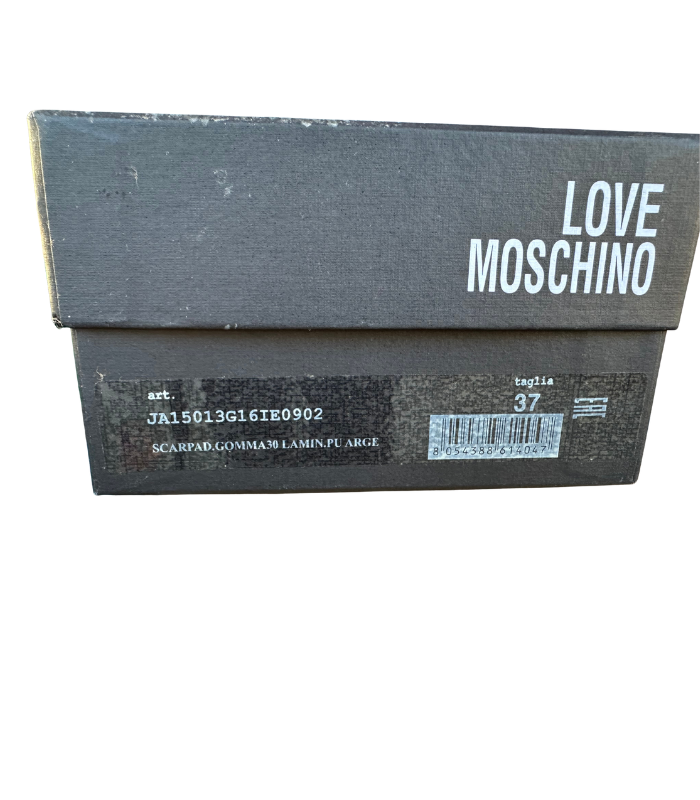 LOVE
MOSCHINO
art.
JA15013G16IE0902
SCARPAD.GOMMA30 LAMIN.PU ARGE
taglia
37
8 054388 614047